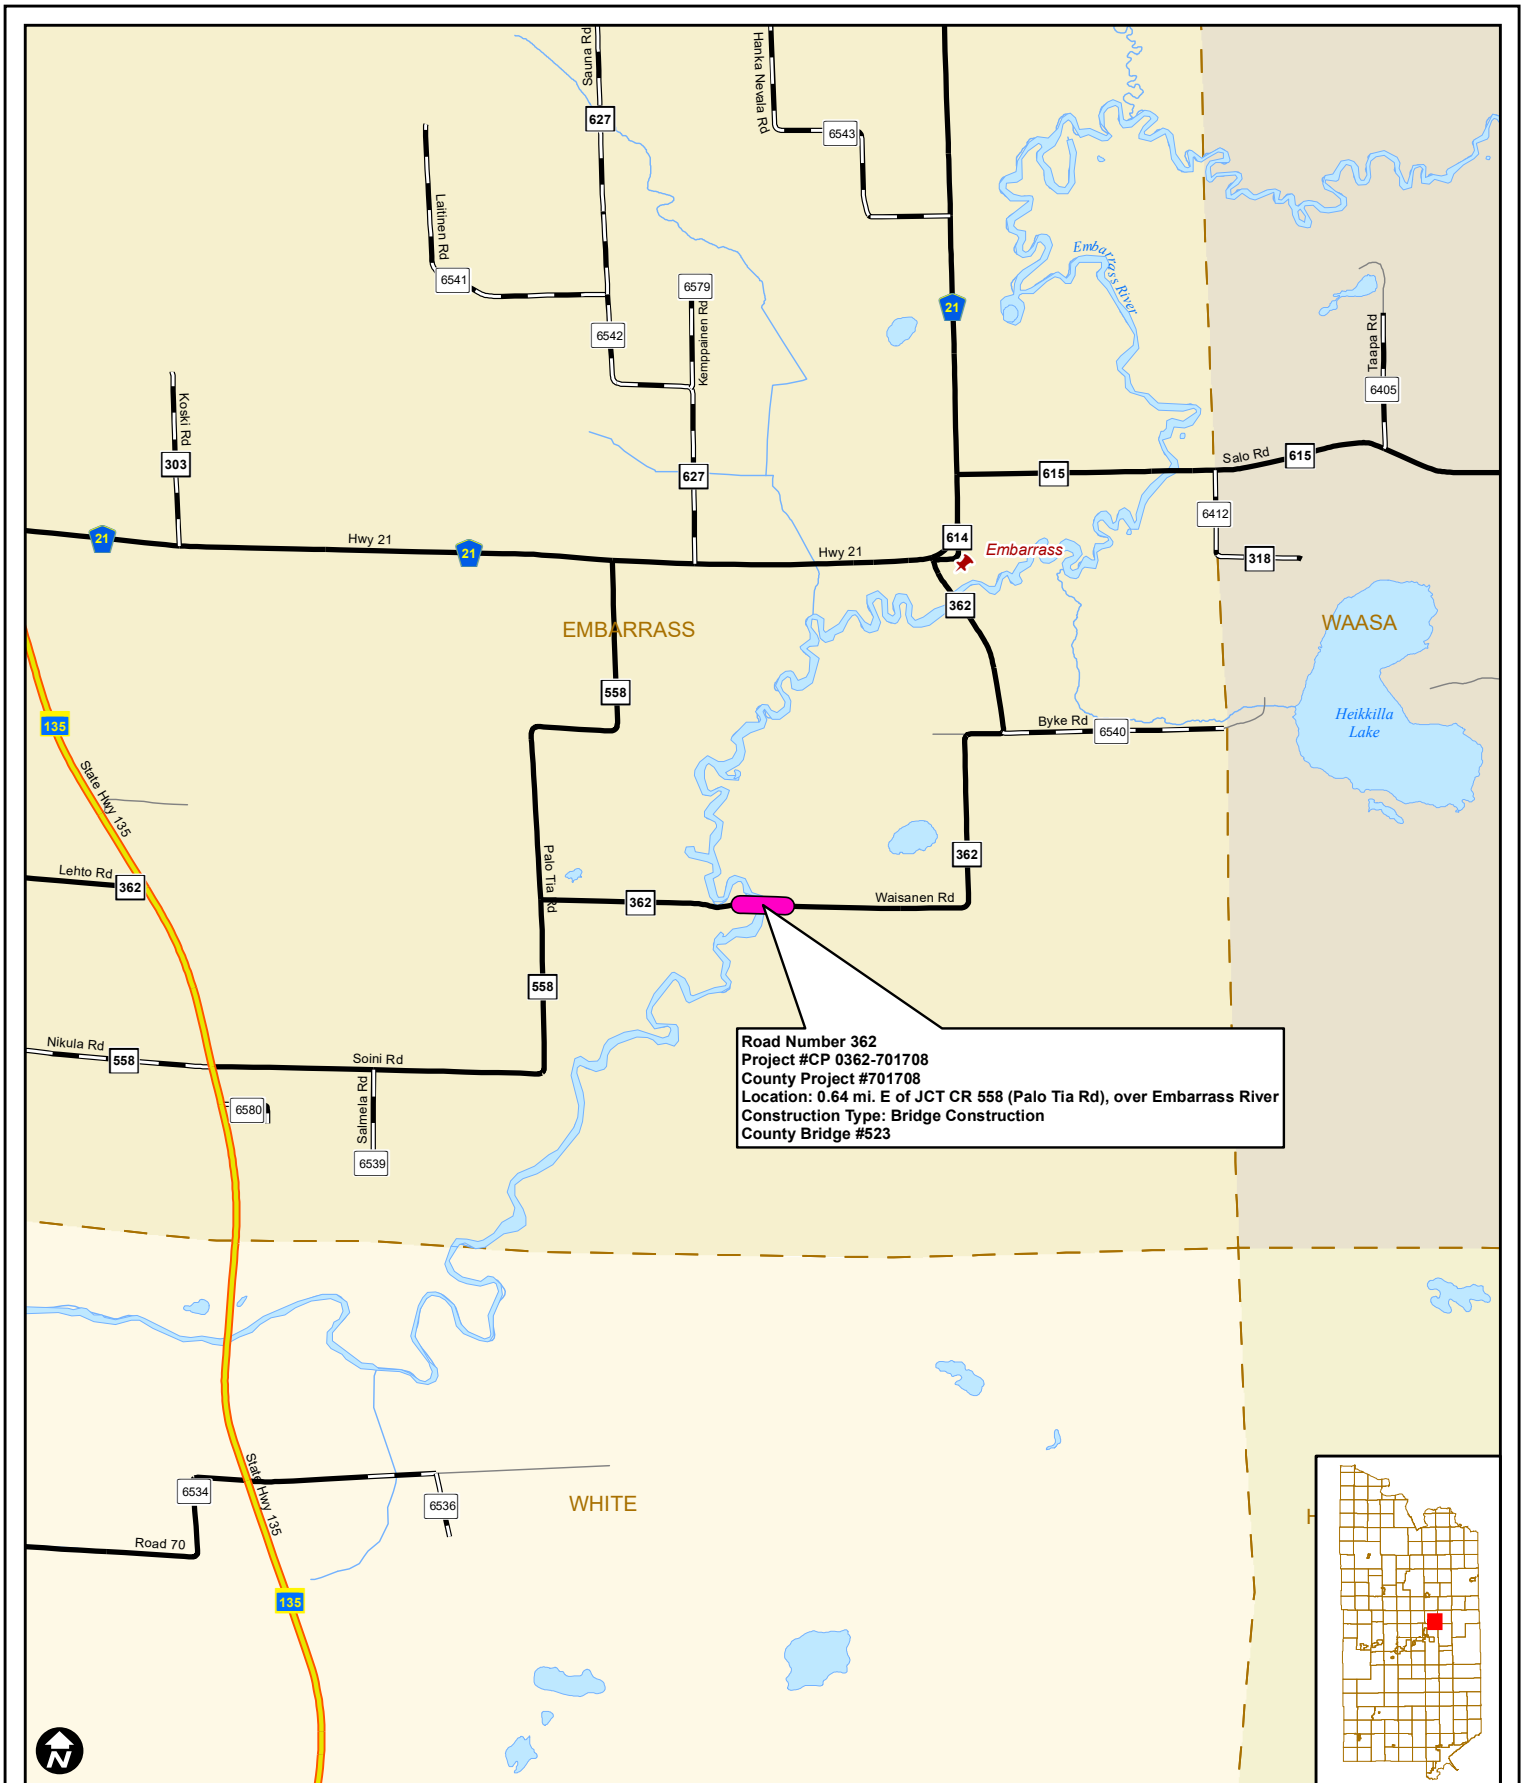 Sauna Rd
627
Hanka Nevala Rd
6543
Laitinen Rd
6541
6542
6579
Kemppainen Rd
21
Embarrass River
Taapa Rd
6405
Koski Rd
303
627
615
Salo Rd
615
6412
318
21
Hwy 21
21
Hwy 21
614
Embarrass
362
EMBARRASS
WAASA
558
135
State Hwy 135
Byke Rd
6540
Heikkilla
Lake
Lehto Rd
362
Palo Tia Rd
362
Waisanen Rd
362
558
Nikula Rd
558
Soini Rd
6580
Salmela Rd
6539
Road Number 362
Project #CP 0362-701708
County Project #701708
Location: 0.64 mi. E of JCT CR 558 (Palo Tia Rd), over Embarrass River
Construction Type: Bridge Construction
County Bridge #523
6534
State Hwy 135
6536
WHITE
Road 70
135
N